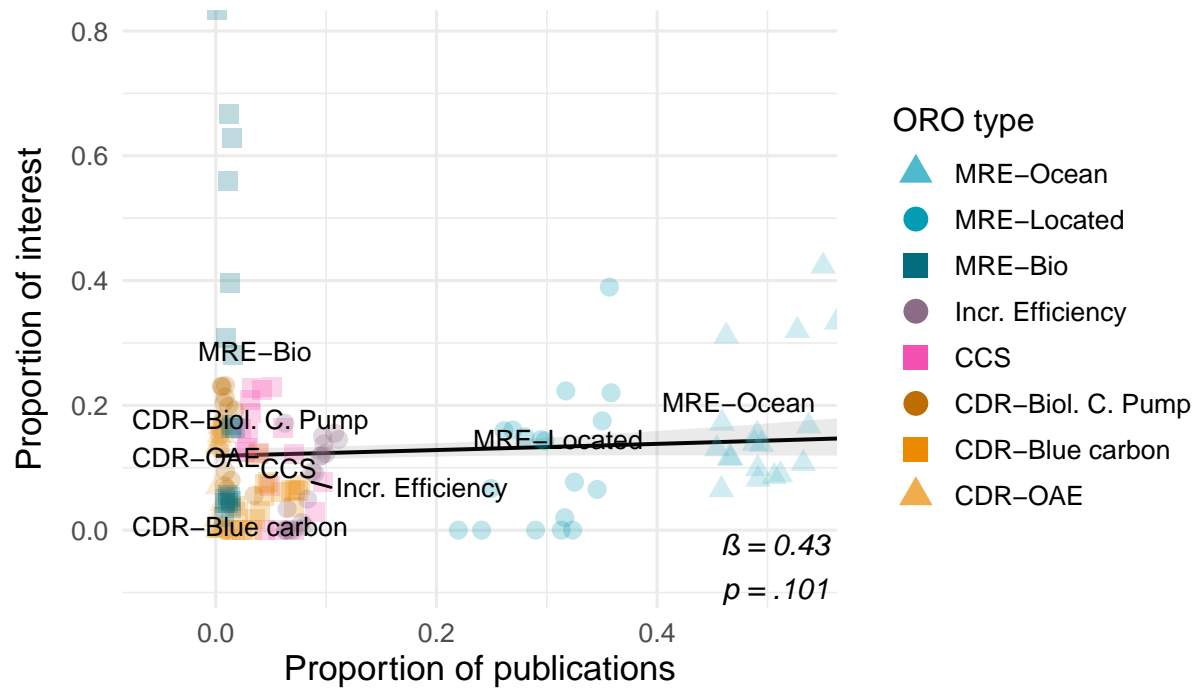 0.8
0.6
0.4
0.2
0.0
Proportion of interest
MRE−Bio
CDR−Biol. C. Pump
CDR−OAE
CCS
Incr. Efficiency
CDR−Blue carbon
MRE−Located
MRE−Ocean
ß = 0.43
p = .101
0.0
0.2
0.4
Proportion of publications
ORO type
MRE−Ocean
MRE−Located
MRE−Bio
Incr. Efficiency
CCS
CDR−Biol. C. Pump
CDR−Blue carbon
CDR−OAE